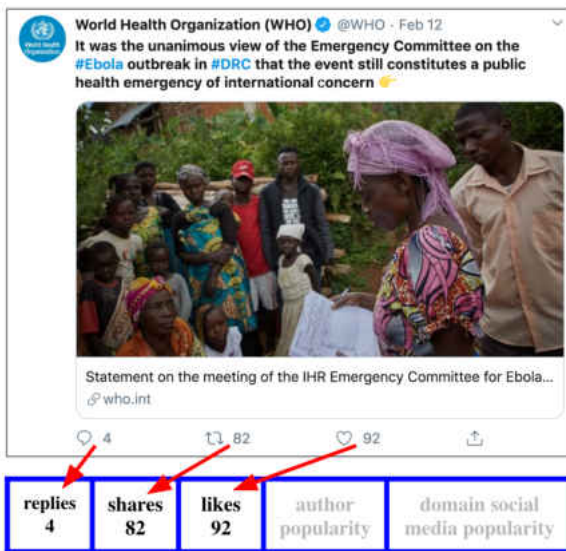 World Health Organization (WHO) @WHO · Feb 12
It was the unanimous view of the Emergency Committee on the
#Ebola outbreak in #DRC that the event still constitutes a public
health emergency of international concern 👉
World Health
Organization
Statement on the meeting of the IHR Emergency Committee for Ebola...
who.int
4 82 92
replies
4
shares
82
likes
92
author
popularity
domain social
media popularity